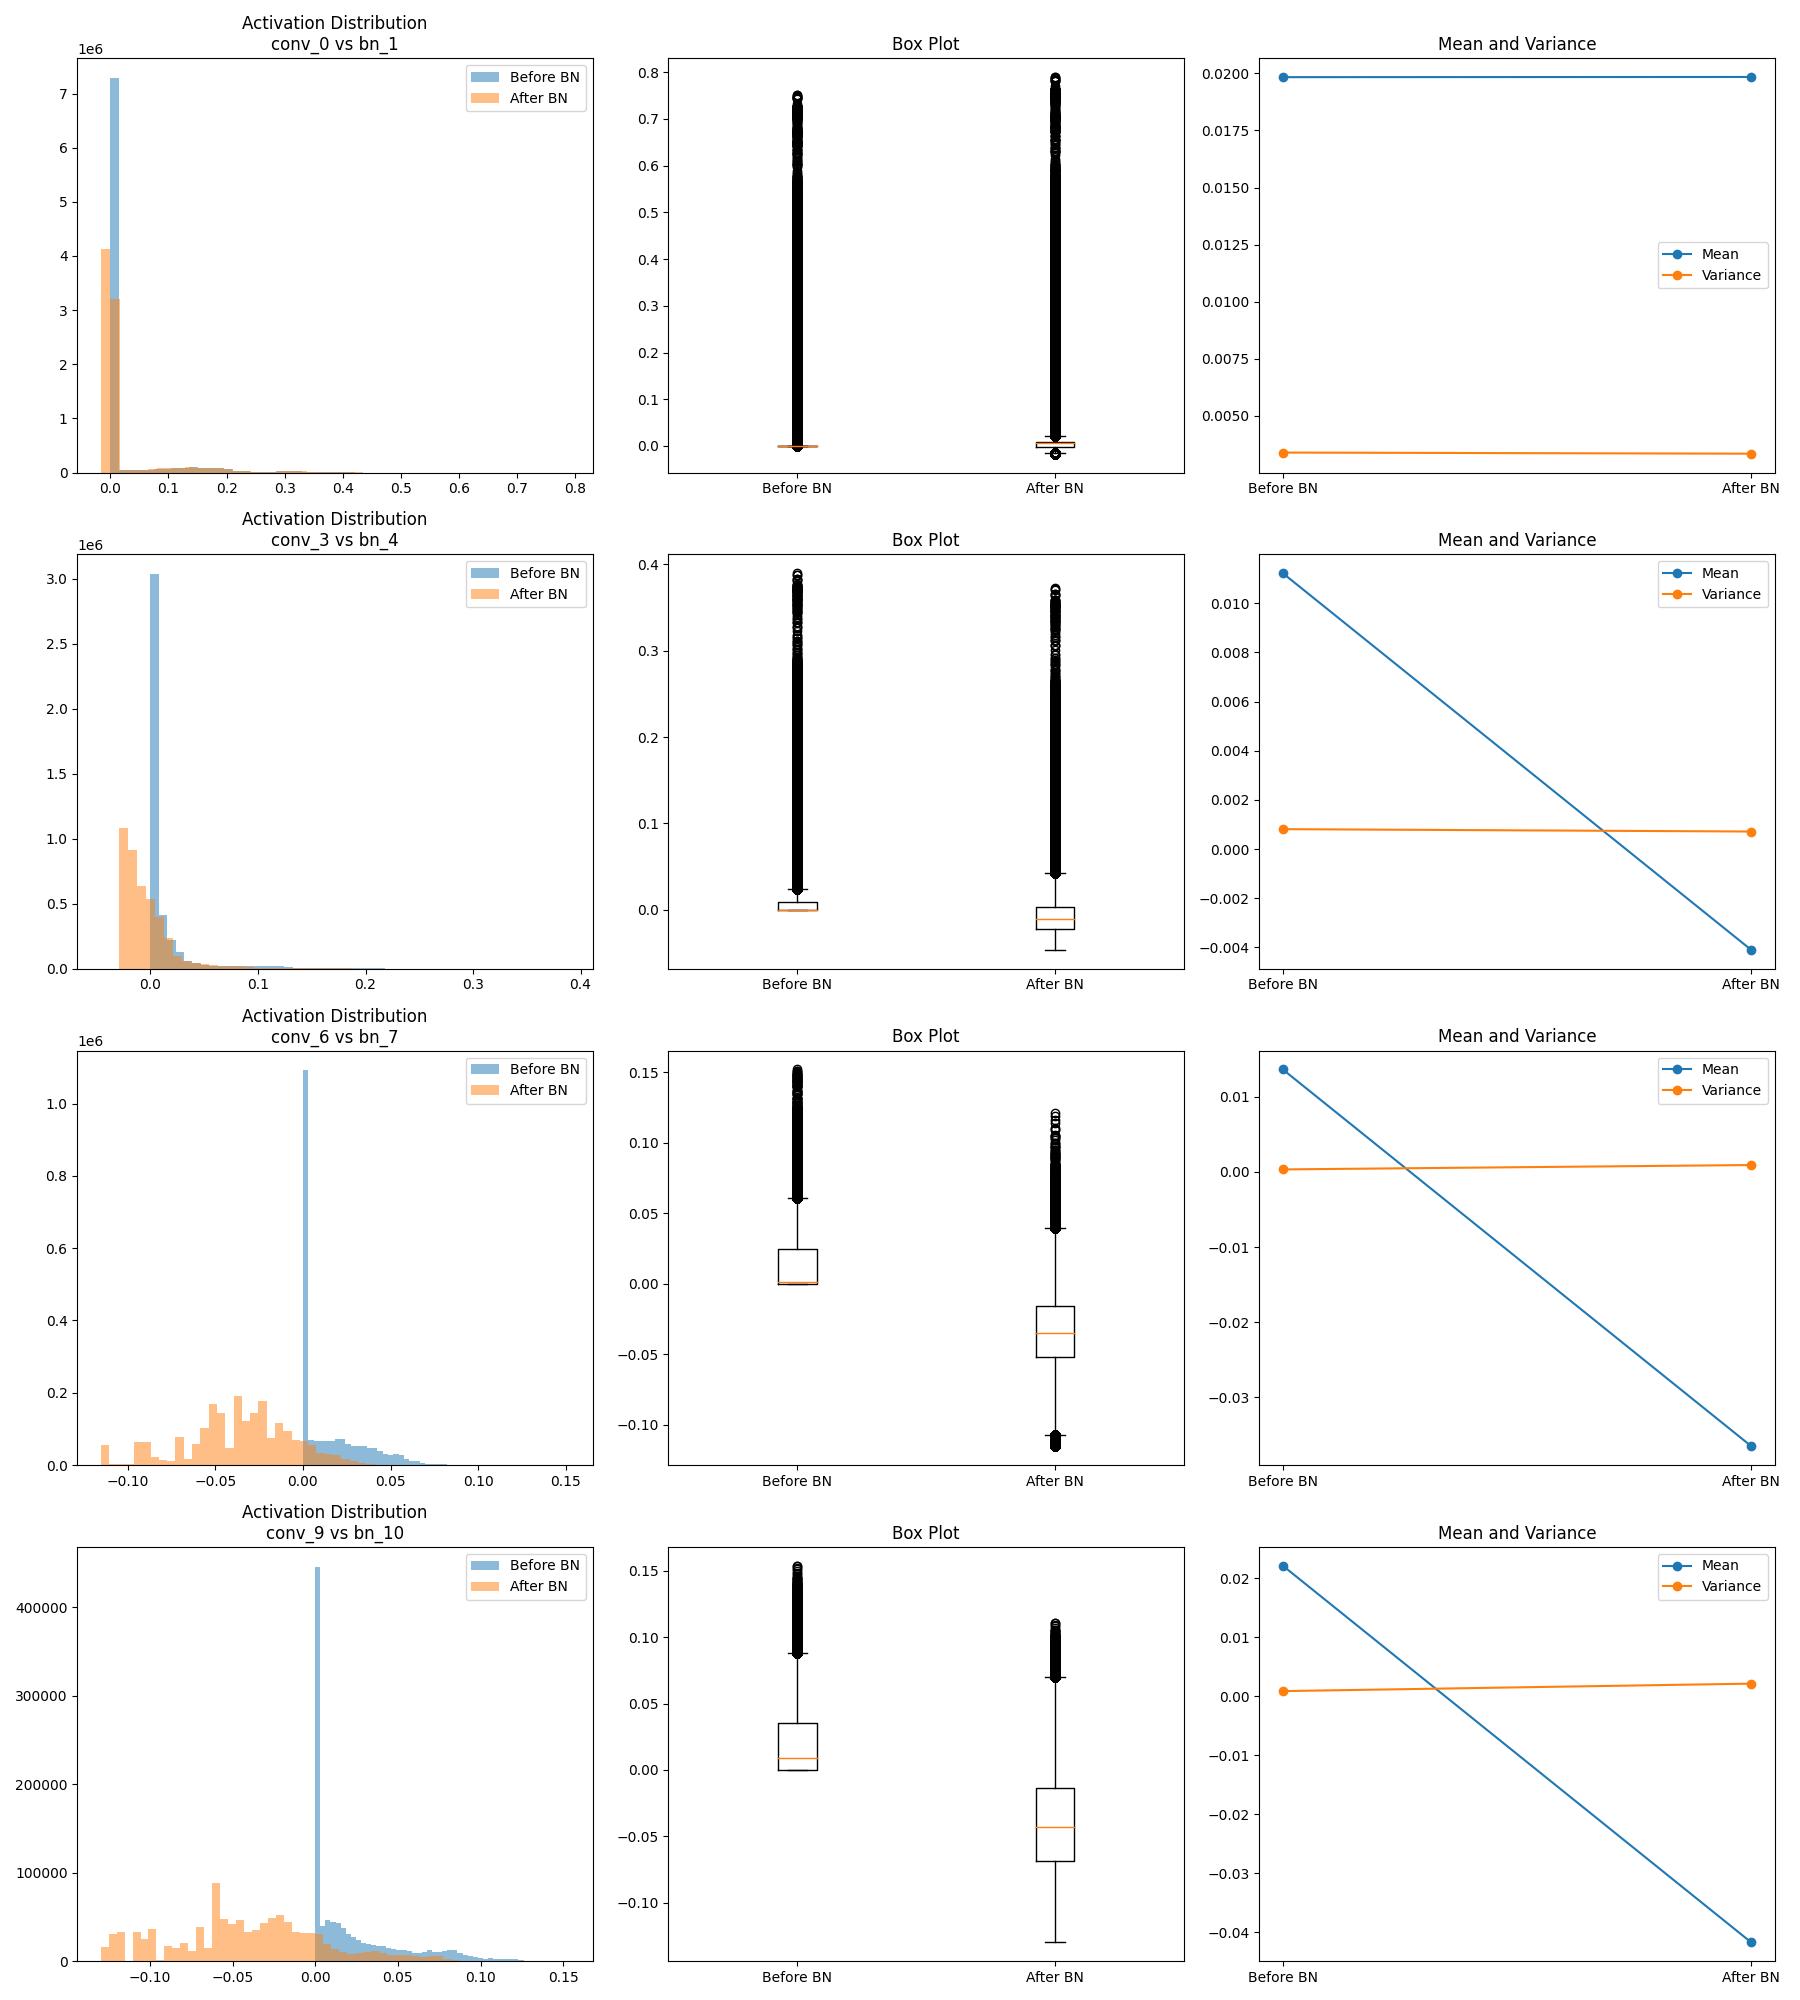 Activation Distribution
conv_0 vs bn_1
1e6
Before BN
After BN
7
6
5
4
3
2
1
0
0.0 0.1 0.2 0.3 0.4 0.5 0.6 0.7 0.8
Box Plot
0.8
0.7
0.6
0.5
0.4
0.3
0.2
0.1
0.0
Before BN After BN
Mean and Variance
0.0200
0.0175
0.0150
0.0125
0.0100
0.0075
0.0050
Mean
Variance
Before BN After BN
Activation Distribution
conv_3 vs bn_4
1e6
Before BN
After BN
3.0
2.5
2.0
1.5
1.0
0.5
0.0
0.0 0.1 0.2 0.3 0.4
Box Plot
0.4
0.3
0.2
0.1
0.0
Before BN After BN
Mean and Variance
Mean
Variance
0.010
0.008
0.006
0.004
0.002
0.000
−0.002
−0.004
Before BN After BN
Activation Distribution
conv_6 vs bn_7
1e6
Before BN
After BN
1.0
0.8
0.6
0.4
0.2
0.0
−0.10 −0.05 0.00 0.05 0.10 0.15
Box Plot
0.15
0.10
0.05
0.00
−0.05
−0.10
Before BN After BN
Mean and Variance
Mean
Variance
0.01
0.00
−0.01
−0.02
−0.03
Before BN After BN
Activation Distribution
conv_9 vs bn_10
Before BN
After BN
400000
300000
200000
100000
0
−0.10 −0.05 0.00 0.05 0.10 0.15
Box Plot
0.15
0.10
0.05
0.00
−0.05
−0.10
Before BN After BN
Mean and Variance
Mean
Variance
0.02
0.01
0.00
−0.01
−0.02
−0.03
−0.04
Before BN After BN